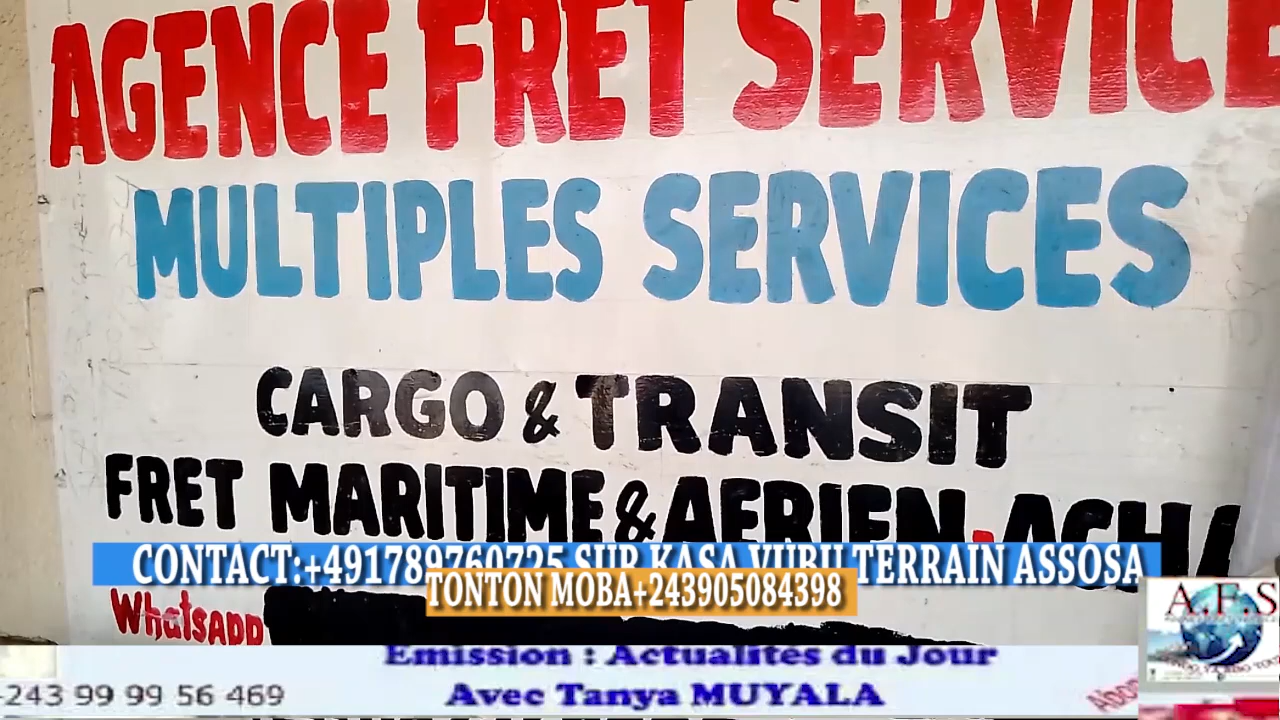 AGENCE FRET SERVICE
MULTIPLES SERVICES
CARGO & TRANSIT
FRET MARITIME & AERIEN
CONTACT:+491789760725 SUR KASA VUBU TERRAIN ASSOSA
TONTON MOBA+243905084398
Whatsapp
A.F.S
Emission : Actualites du Jour
243 99 99 56 469
Avec Tanya MUYALA